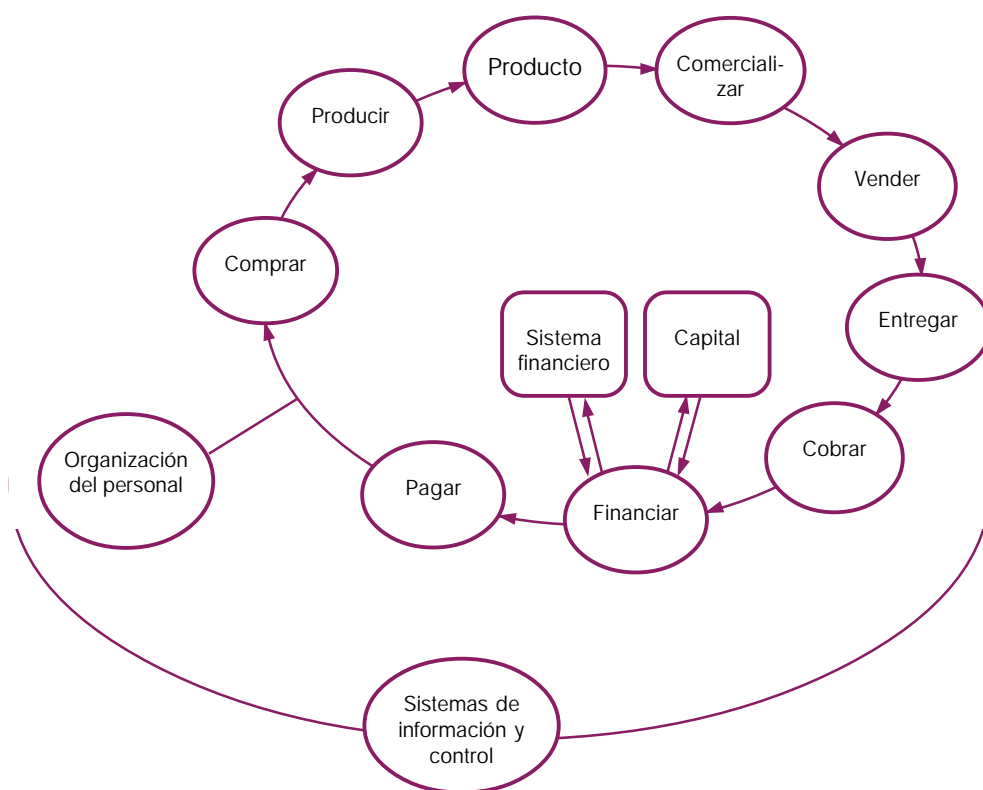 Producto
Comerciali-
zar
Producir
Vender
Comprar
Entregar
Sistema
financiero
Capital
Cobrar
Organización
del personal
Pagar
Financiar
Sistemas de
información y
control